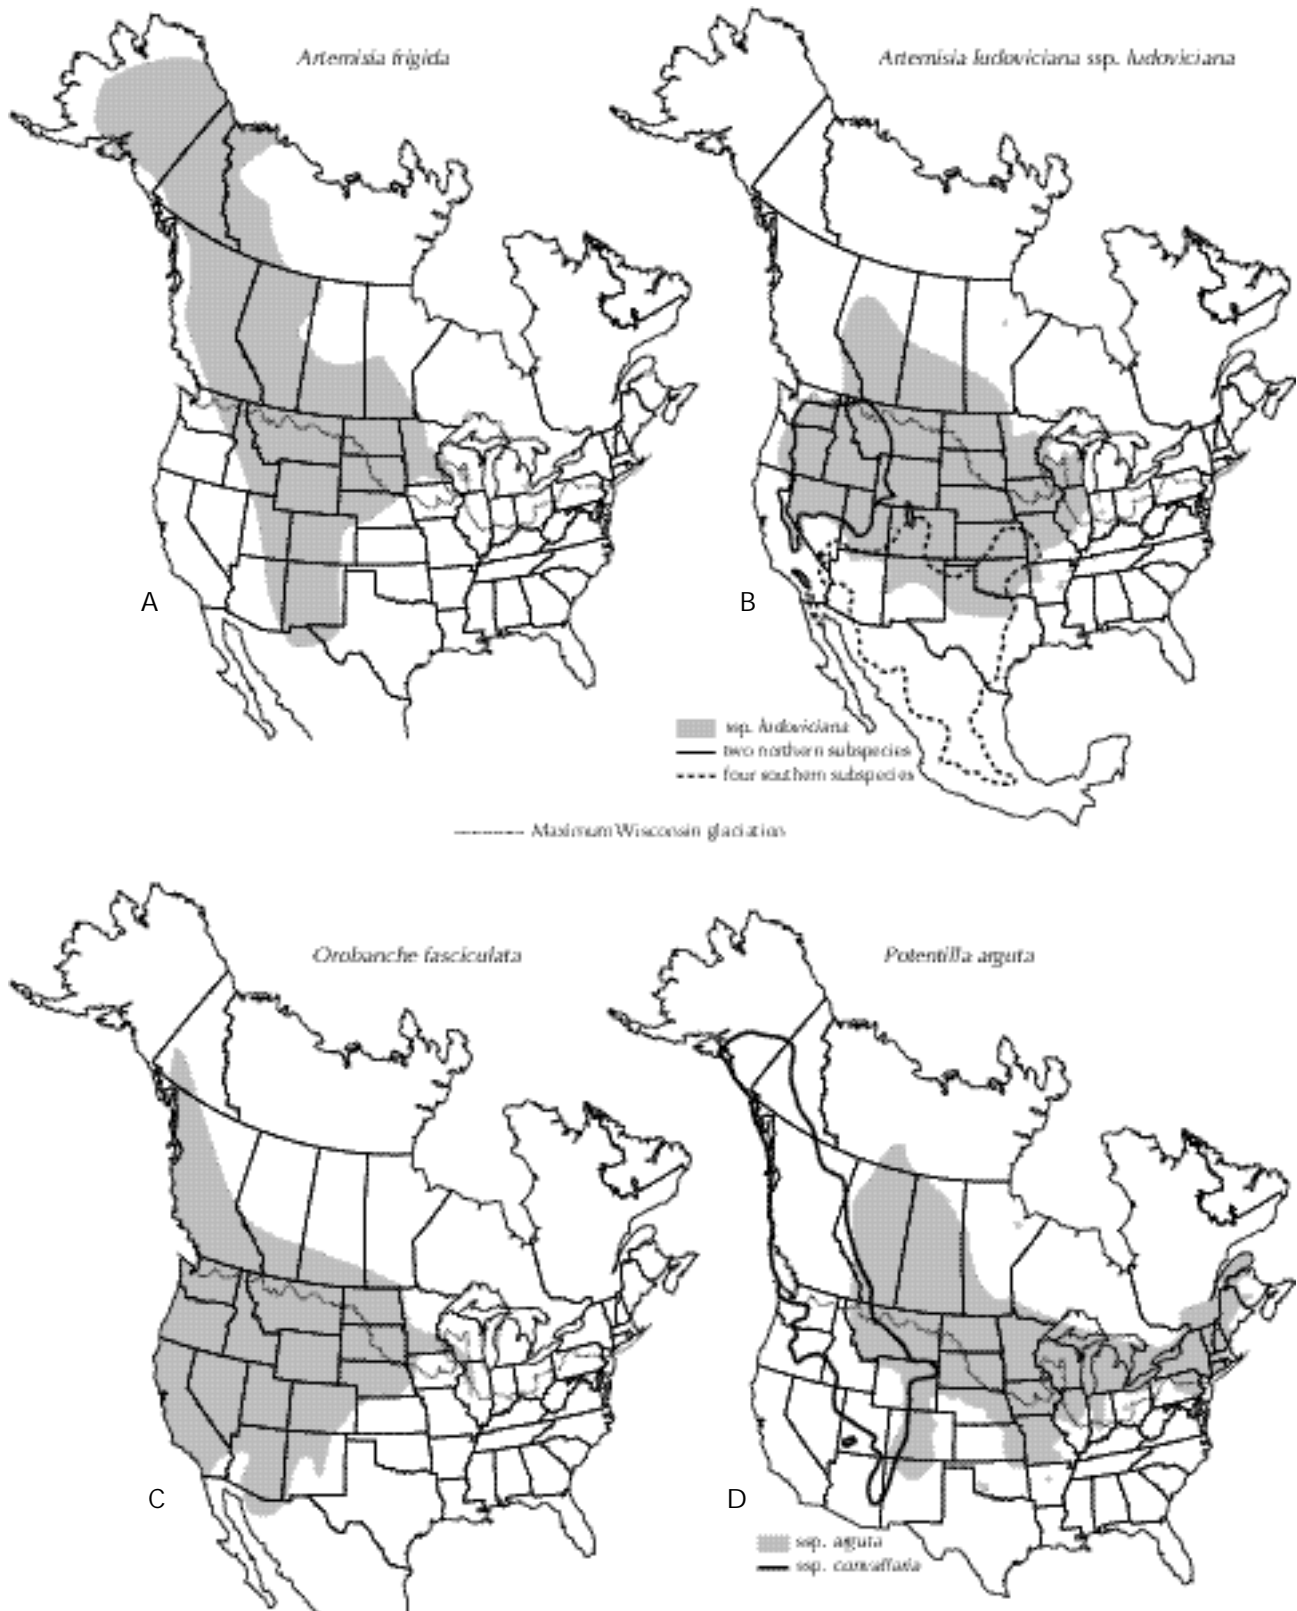 Artemisia frigida
Artemisia ludoviciana ssp. ludoviciana
A
B
ssp. ludoviciana
two northern subspecies
four southern subspecies
Maximum Wisconsin glaciation
Orobanche fasciculata
Potentilla arguta
C
D
ssp. arguta
ssp. convallaria